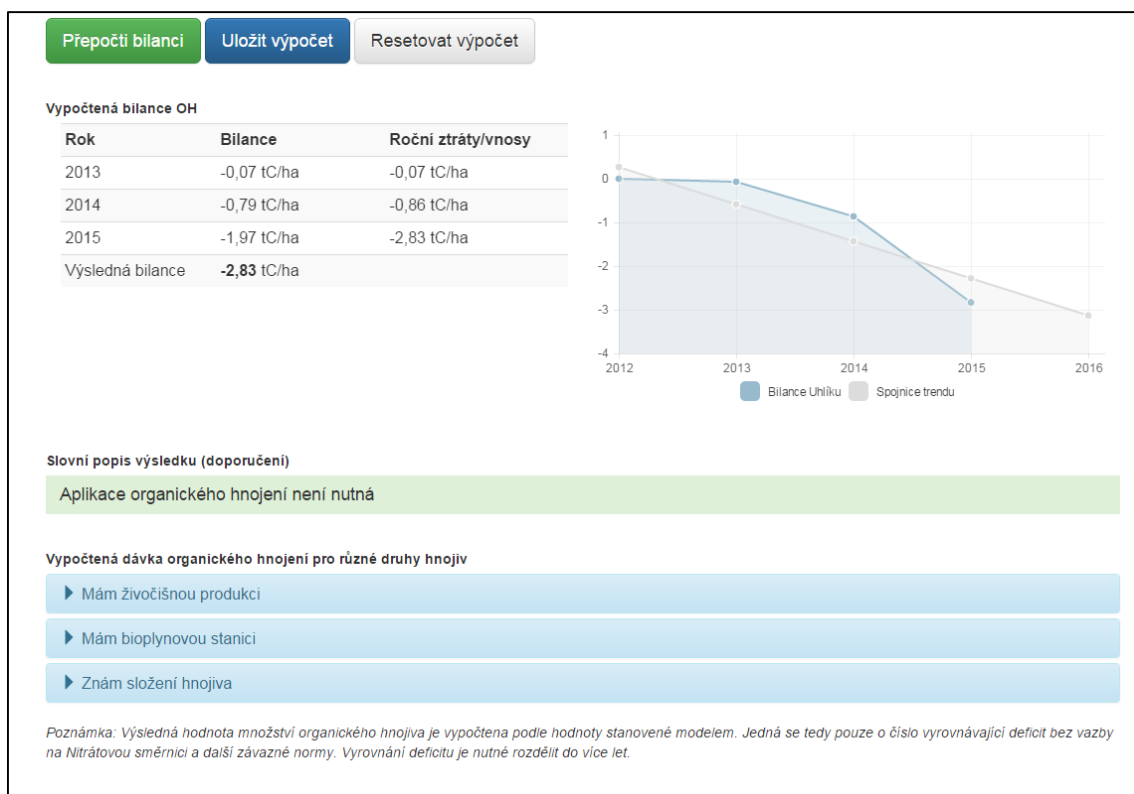 Přepočti bilanci Uložit výpočet Resetovat výpočet
Vypočtená bilance OH
Rok Bilance Roční ztráty/vnosy
2013 -0,07 tC/ha -0,07 tC/ha
2014 -0,79 tC/ha -0,86 tC/ha
2015 -1,97 tC/ha -2,83 tC/ha
Výsledná bilance -2,83 tC/ha
1
0
-1
-2
-3
-4
2012 2013 2014 2015 2016
Bilance Uhlíku Spojnice trendu
Slovní popis výsledku (doporučení)
Aplikace organického hnojení není nutná
Vypočtená dávka organického hnojení pro různé druhy hnojiv
Mám živočišnou produkci
Mám bioplynovou stanici
Znám složení hnojiva
Poznámka: Výsledná hodnota množství organického hnojiva je vypočtena podle hodnoty stanovené modelem. Jedná se tedy pouze o číslo vyrovnávající deficit bez vazby
na Nitrátovou směrnici a další závazné normy. Vyrovnání deficitu je nutné rozdělit do více let.